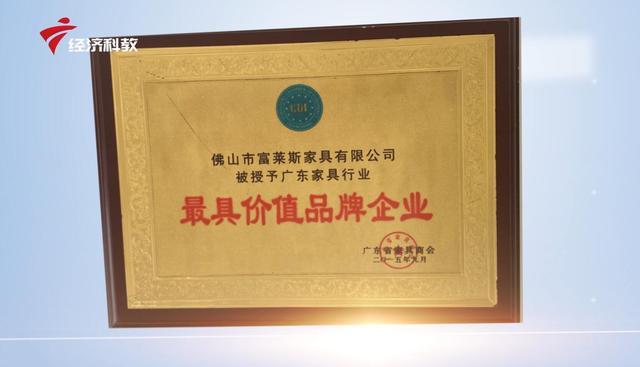 经济科教
佛山市富莱斯家具有限公司
被授予广东家具行业
最具价值品牌企业
广东省家具商会
二〇一五年九月